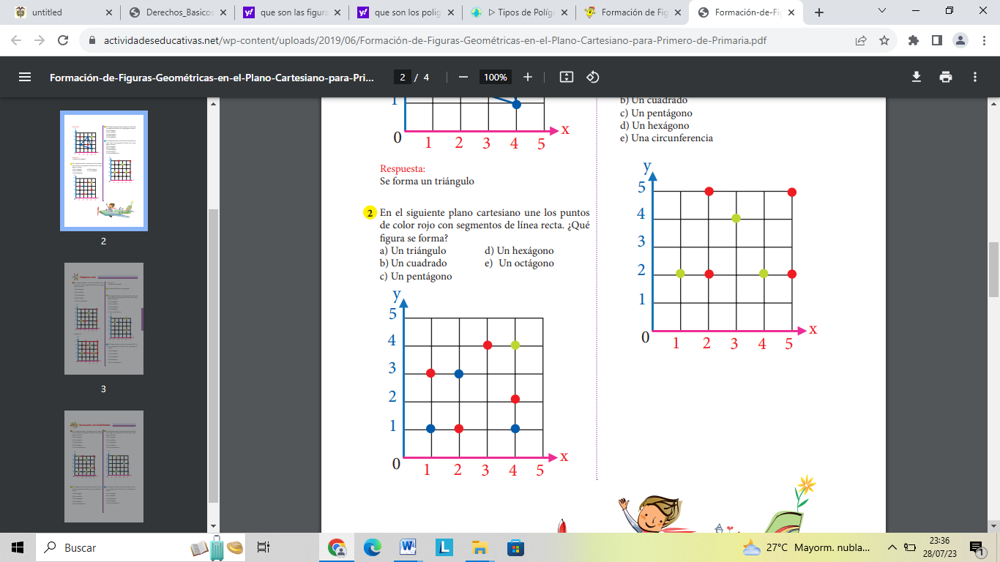 untitled
Derechos_Basicos
que son las figura
que son los polig
▷ Tipos de Políg
Formación de Fig
Formación-de-Fig
actividadeseducativas.net/wp-content/uploads/2019/06/Formación-de-Figuras-Geométricas-en-el-Plano-Cartesiano-para-Primero-de-Primaria.pdf
Formación-de-Figuras-Geométricas-en-el-Plano-Cartesiano-para-Pri...
2 / 4
100%
2
3
1
0
1 2 3 4 5
x
Respuesta:
Se forma un triángulo
2 En el siguiente plano cartesiano une los puntos
de color rojo con segmentos de línea recta. ¿Qué
figura se forma?
a) Un triángulo
b) Un cuadrado
c) Un pentágono
d) Un hexágono
e) Un octágono
y
5
4
3
2
1
0
1 2 3 4 5
x
b) Un cuadrado
c) Un pentágono
d) Un hexágono
e) Una circunferencia
y
5
4
3
2
1
0
1 2 3 4 5
x
Buscar
27°C Mayorm. nubla...
23:36
28/07/23
1